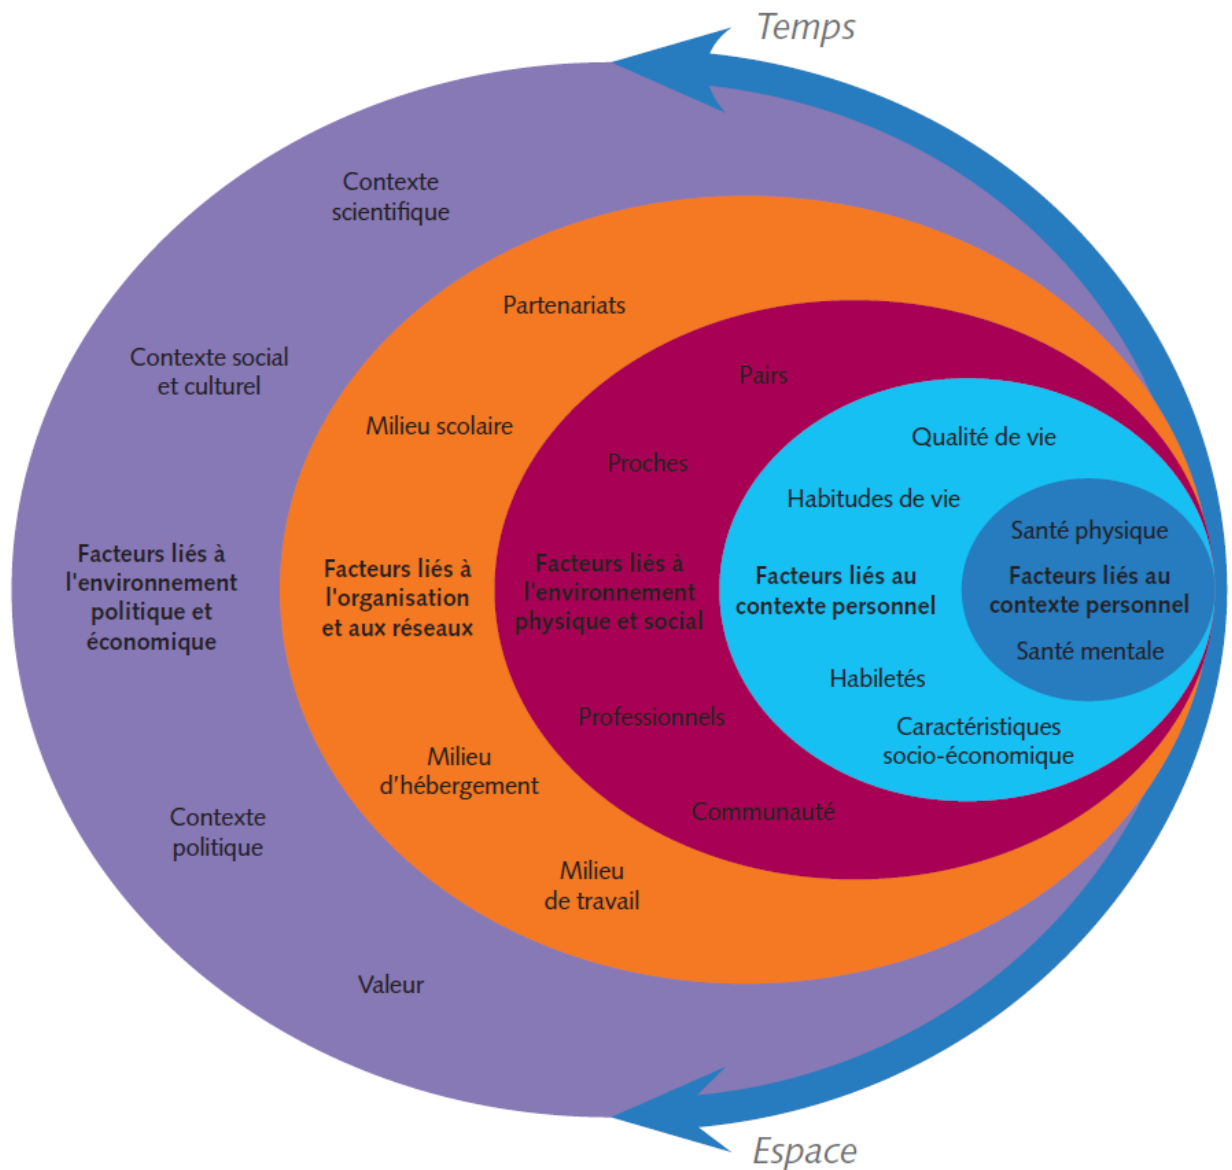 Temps
Contexte
scientifique
Partenariats
Contexte social
et culturel
Pairs
Milieu scolaire
Qualité de vie
Proches
Habitudes de vie
Santé physique
Facteurs liés à
l'environnement
politique et
économique
Facteurs liés à
l'organisation
et aux réseaux
Facteurs liés à
l'environnement
physique et social
Facteurs liés au
contexte personnel
Facteurs liés au
contexte personnel
Santé mentale
Habiletés
Professionnels
Caractéristiques
socio-économique
Milieu
d'hébergement
Communauté
Contexte
politique
Milieu
de travail
Valeur
Espace